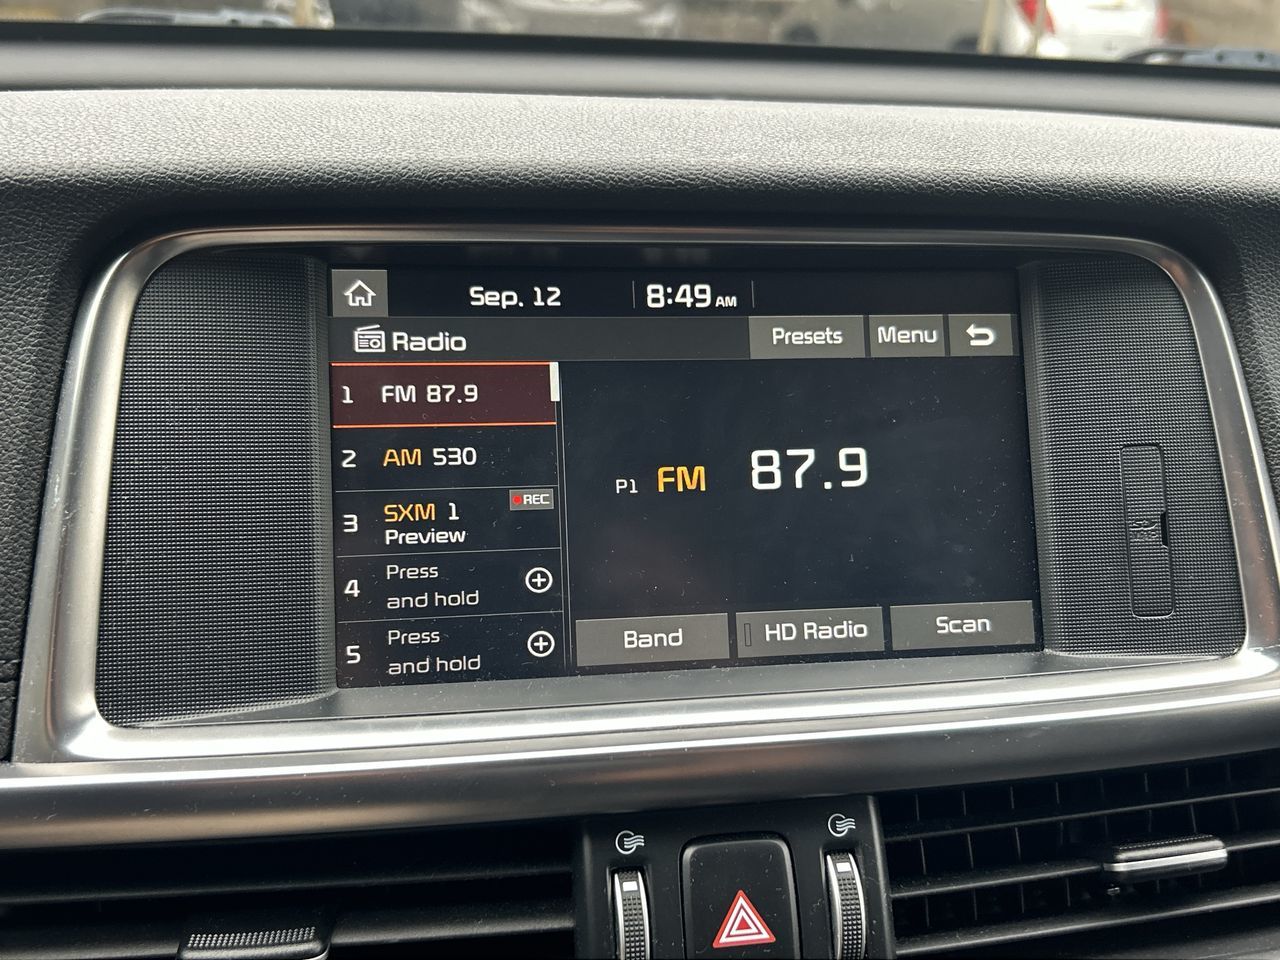 Sep. 12
8:49 AM
Radio
Presets
Menu
1 FM 87.9
2 AM 530
3 SXM 1
REC
Preview
4 Press
and hold
5 Press
and hold
P1 FM 87.9
Band
HD Radio
Scan